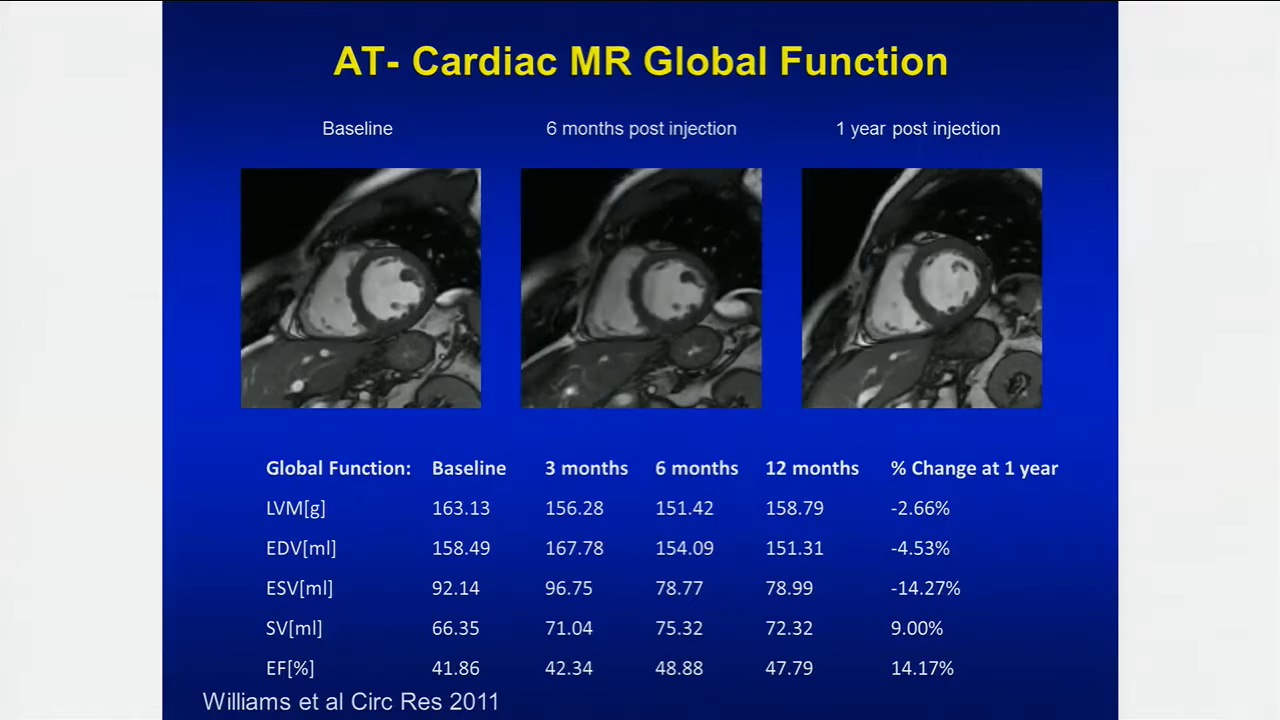 AT- Cardiac MR Global Function
Baseline 6 months post injection 1 year post injection
Global Function: Baseline 3 months 6 months 12 months % Change at 1 year
LVM[g] 163.13 156.28 151.42 158.79 -2.66%
EDV[ml] 158.49 167.78 154.09 151.31 -4.53%
ESV[ml] 92.14 96.75 78.77 78.99 -14.27%
SV[ml] 66.35 71.04 75.32 72.32 9.00%
EF[%] 41.86 42.34 48.88 47.79 14.17%
Williams et al Circ Res 2011